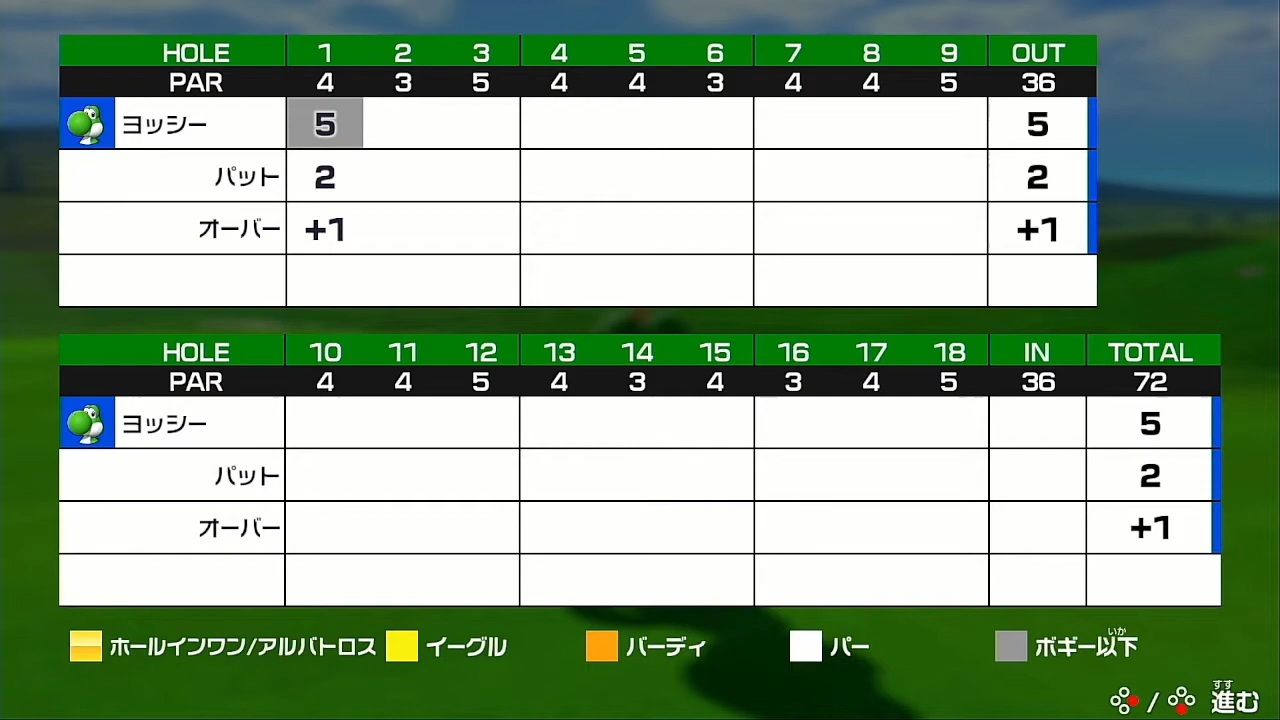 HOLE 1 2 3 4 5 6 7 8 9 OUT
PAR 4 3 5 4 4 3 4 4 5 36
ヨッシー 5 5
パット 2 2
オーバー +1 +1
HOLE 10 11 12 13 14 15 16 17 18 IN TOTAL
PAR 4 4 5 4 3 4 3 4 5 36 72
ヨッシー 5
パット 2
オーバー +1
ホールインワン/アルバトロス イーグル バーディ パー ボギー以下
いか
すす
/ 進む